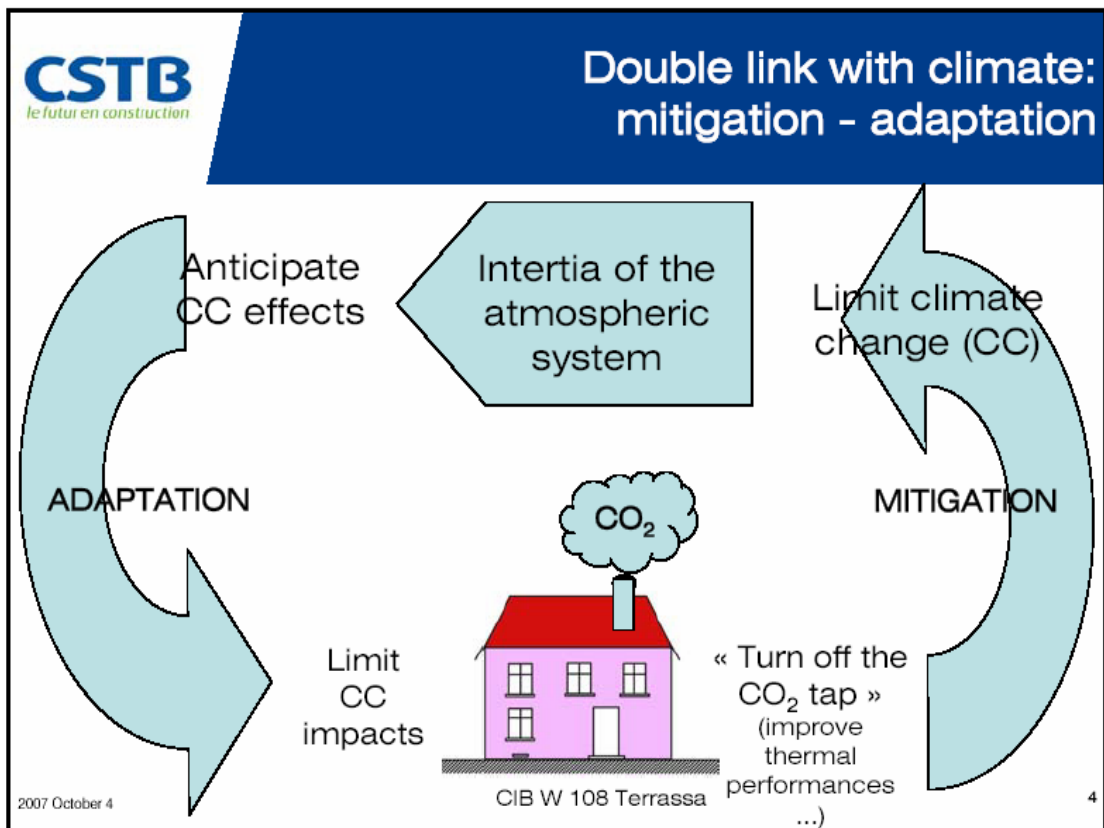 CSTB
le futur en construction
Double link with climate:
mitigation - adaptation
Anticipate
CC effects
Intertia of the
atmospheric
system
Limit climate
change (CC)
ADAPTATION
CO₂
MITIGATION
Limit
CC
impacts
« Turn off the
CO₂ tap »
(improve
thermal
performances
...)
2007 October 4
CIB W 108 Terrassa
4